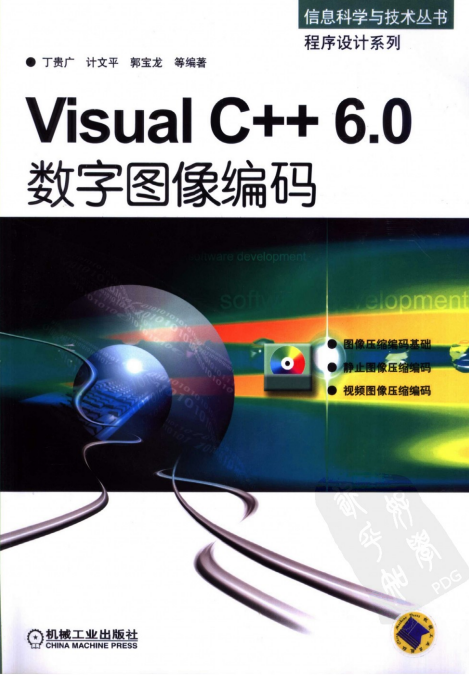 信息科学与技术丛书
程序设计系列
● 丁贵广 计文平 郭宝龙 等编著
Visual C++ 6.0
数字图像编码
software development
software development
● 图像压缩编码基础
● 静止图像压缩编码
● 视频图像压缩编码
PDG
机械工业出版社
CHINA MACHINE PRESS